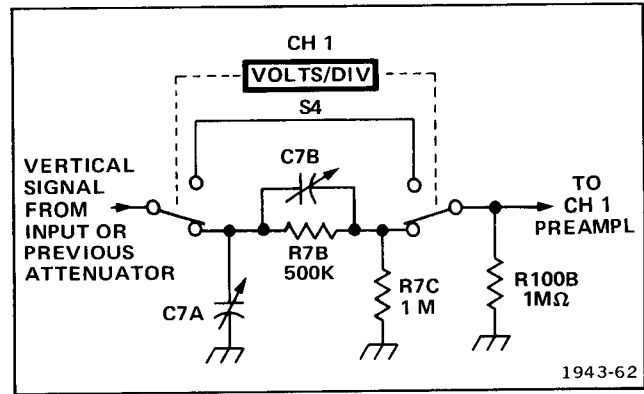 CH 1
VOLTS/DIV
S4
C7B
VERTICAL
SIGNAL
FROM
INPUT OR
PREVIOUS
ATTENUATOR
TO
CH 1
PREAMPL
R7B
500K
C7A
R7C
1 M
R100B
1MΩ
1943-62